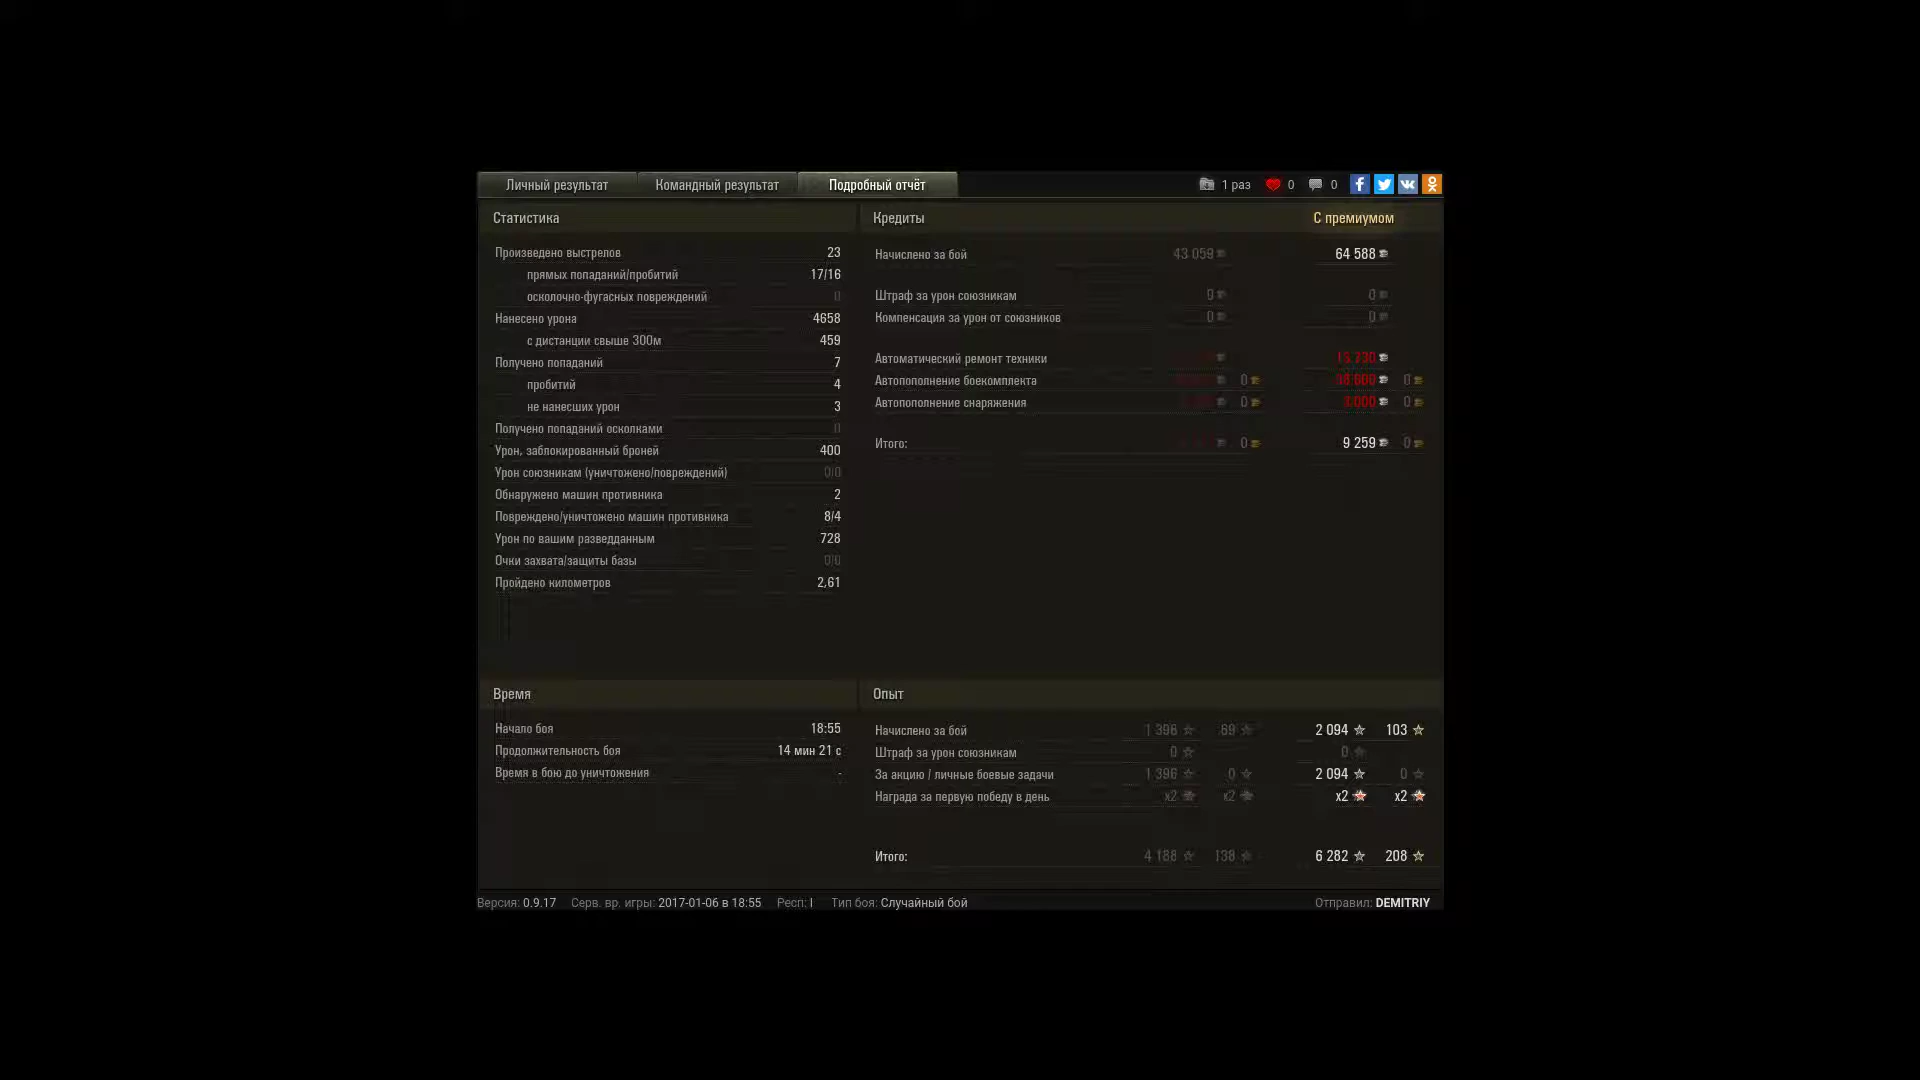 Личный результат Командный результат Подробный отчёт 1 раз 0 0
Статистика
Произведено выстрелов 23
прямых попаданий/пробитий 17/16
осколочно-фугасных повреждений 0
Нанесено урона 4658
с дистанции свыше 300м 459
Получено попаданий 7
пробитий 4
не нанесших урон 3
Получено попаданий осколками 0
Урон, заблокированный броней 400
Урон союзникам (уничтожено/повреждений) 0/0
Обнаружено машин противника 2
Повреждено/уничтожено машин противника 8/4
Урон по вашим разведданным 728
Очки захвата/защиты базы 0/0
Пройдено километров 2,61
Кредиты С премиумом
Начислено за бой 43 059 64 588
Штраф за урон союзникам 0 0
Компенсация за урон от союзников 0 0
Автоматический ремонт техники
Автопополнение боекомплекта 0 0
Автопополнение снаряжения 0 0
Итого: 0 9 259 0
Время
Начало боя 18:55
Продолжительность боя 14 мин 21 с
Время в бою до уничтожения -
Опыт
Начислено за бой 1 396 69 2 094 103
Штраф за урон союзникам 0 0
За акцию / личные боевые задачи 1 396 0 2 094 0
Награда за первую победу в день x2 x2 x2 x2
Итого: 4 188 138 6 282 208
Версия: 0.9.17 Серв. вр. игры: 2017-01-06 в 18:55 Респ: I Тип боя: Случайный бой Отправил: DEMITRIY